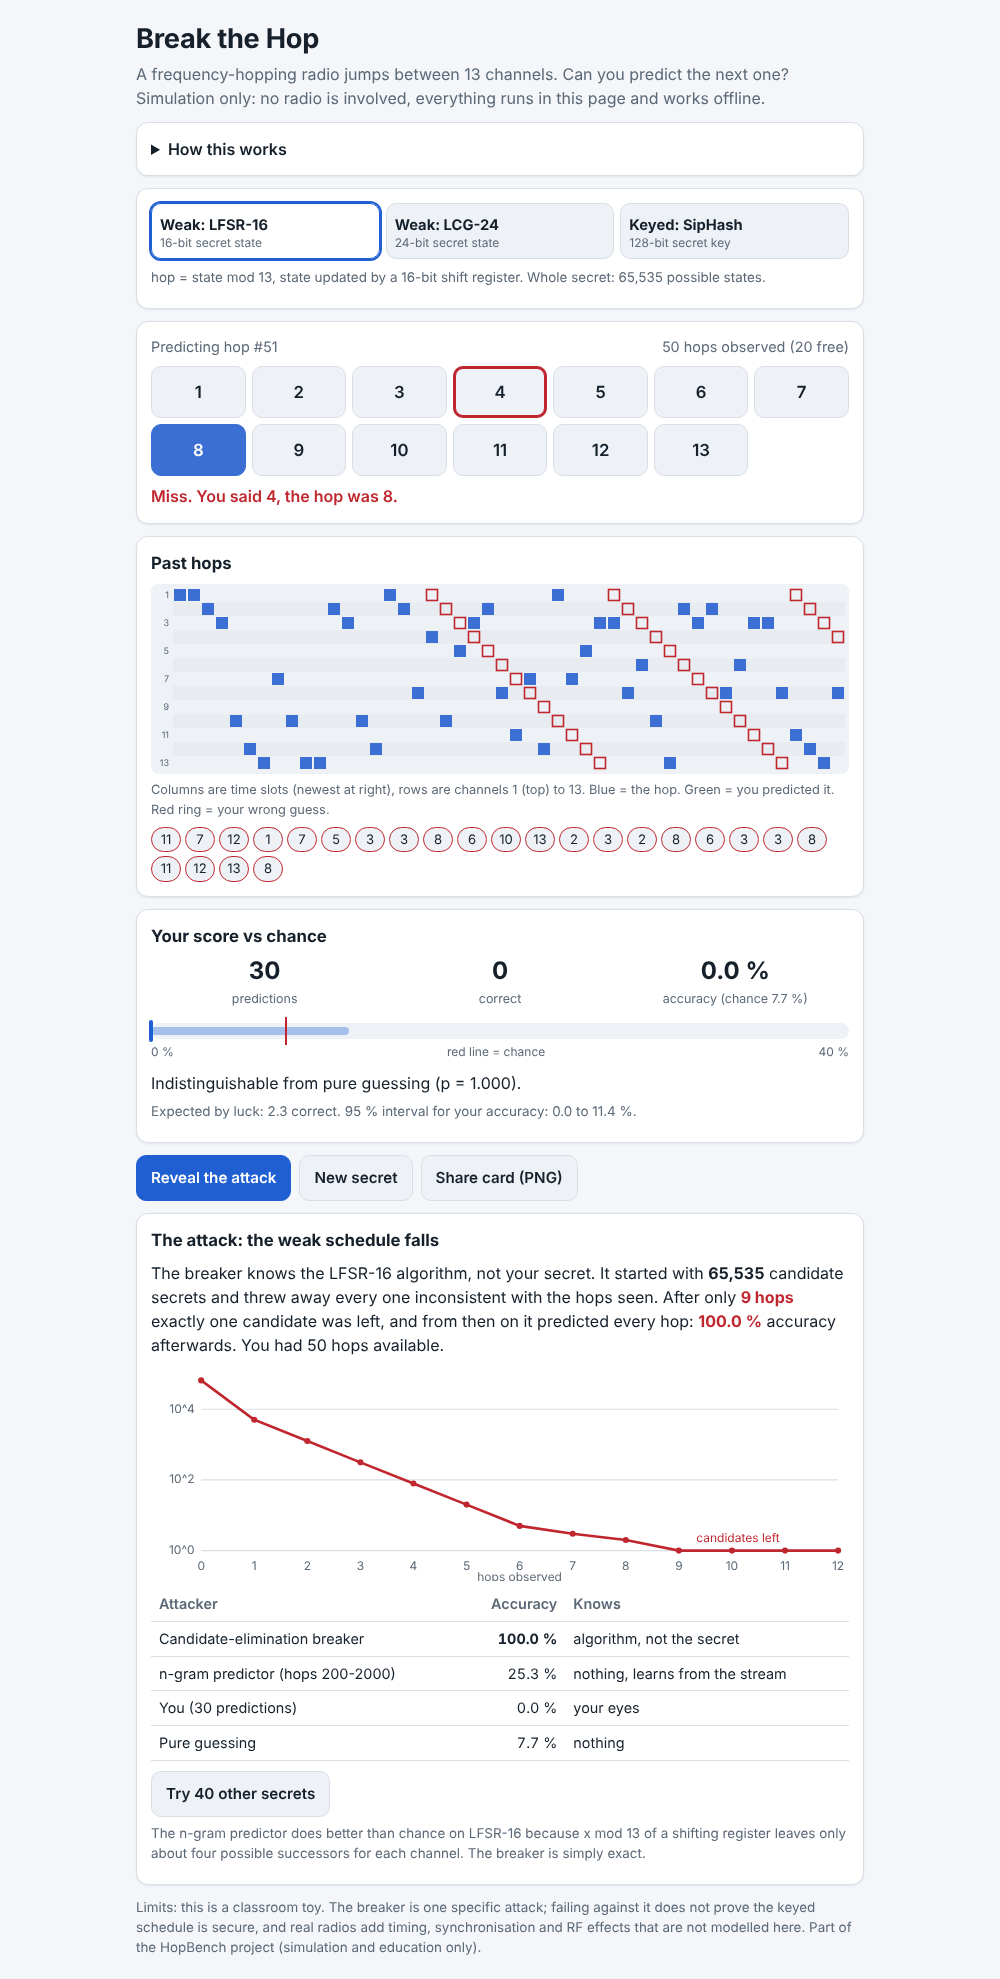 Break the Hop
A frequency-hopping radio jumps between 13 channels. Can you predict the next one?
Simulation only: no radio is involved, everything runs in this page and works offline.
▶ How this works
Weak: LFSR-16
16-bit secret state
Weak: LCG-24
24-bit secret state
Keyed: SipHash
128-bit secret key
hop = state mod 13, state updated by a 16-bit shift register. Whole secret: 65,535 possible states.
Predicting hop #51
50 hops observed (20 free)
1 2 3 4 5 6 7
8 9 10 11 12 13
Miss. You said 4, the hop was 8.
Past hops
1
3
5
7
9
11
13
Columns are time slots (newest at right), rows are channels 1 (top) to 13. Blue = the hop. Green = you predicted it.
Red ring = your wrong guess.
11 7 12 1 7 5 3 3 8 6 10 13 2 3 2 8 6 3 3 8
11 12 13 8
Your score vs chance
30 0 0.0 %
predictions correct accuracy (chance 7.7 %)
0 % red line = chance 40 %
Indistinguishable from pure guessing (p = 1.000).
Expected by luck: 2.3 correct. 95 % interval for your accuracy: 0.0 to 11.4 %.
Reveal the attack New secret Share card (PNG)
The attack: the weak schedule falls
The breaker knows the LFSR-16 algorithm, not your secret. It started with 65,535 candidate
secrets and threw away every one inconsistent with the hops seen. After only 9 hops
exactly one candidate was left, and from then on it predicted every hop: 100.0 % accuracy
afterwards. You had 50 hops available.
10^4
10^2
10^0
candidates left
0 1 2 3 4 5 6 7 8 9 10 11 12
hops observed
Attacker Accuracy Knows
Candidate-elimination breaker 100.0 % algorithm, not the secret
n-gram predictor (hops 200-2000) 25.3 % nothing, learns from the stream
You (30 predictions) 0.0 % your eyes
Pure guessing 7.7 % nothing
Try 40 other secrets
The n-gram predictor does better than chance on LFSR-16 because x mod 13 of a shifting register leaves only
about four possible successors for each channel. The breaker is simply exact.
Limits: this is a classroom toy. The breaker is one specific attack; failing against it does not prove the keyed
schedule is secure, and real radios add timing, synchronisation and RF effects that are not modelled here. Part of
the HopBench project (simulation and education only).